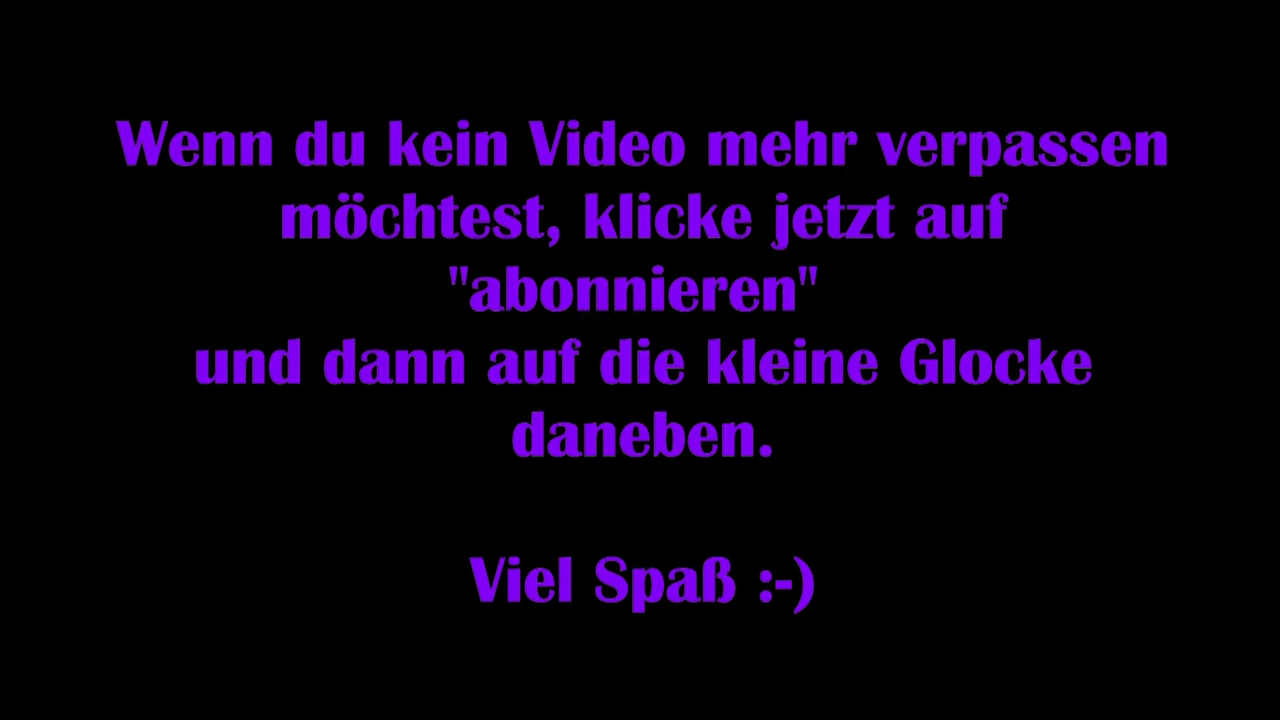 Wenn du kein Video mehr verpassen
möchtest, klicke jetzt auf
"abonnieren"
und dann auf die kleine Glocke
daneben.
Viel Spaß :-)